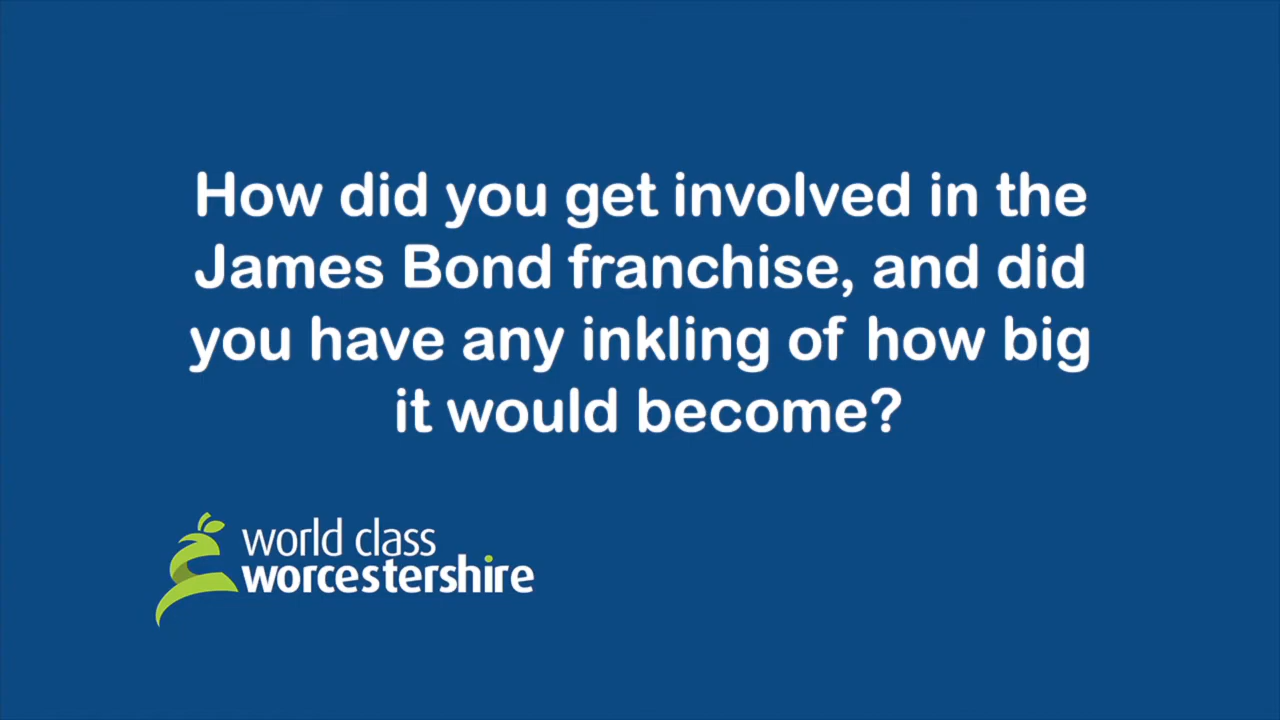 How did you get involved in the
James Bond franchise, and did
you have any inkling of how big
it would become?
world class
worcestershire